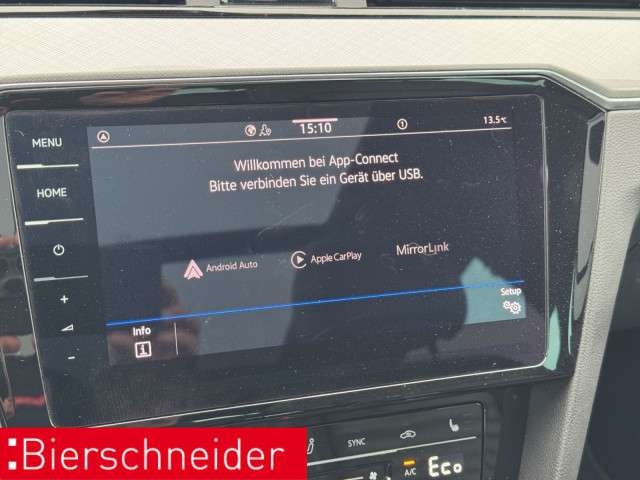 MENU
15:10
13.5°C
HOME
Willkommen bei App-Connect
Bitte verbinden Sie ein Gerät über USB.
Android Auto
Apple CarPlay
MirrorLink
+
-
Info
i
Setup
SYNC
A/C
Eco
Bierschneider